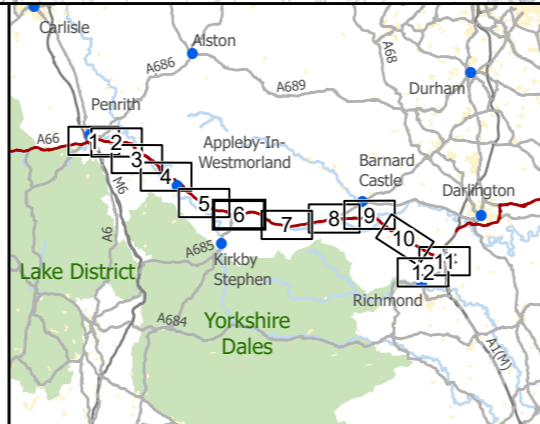 Carlisle
Alston
A68
A686
A689
Durham
Penrith
A66
1
2
3
4
5
6
7
8
9
10
11
12
M6
Appleby-In-
Westmorland
Barnard
Castle
Darlington
A6
A685
Kirkby
Stephen
Lake District
Richmond
A684
Yorkshire
Dales
A1(M)